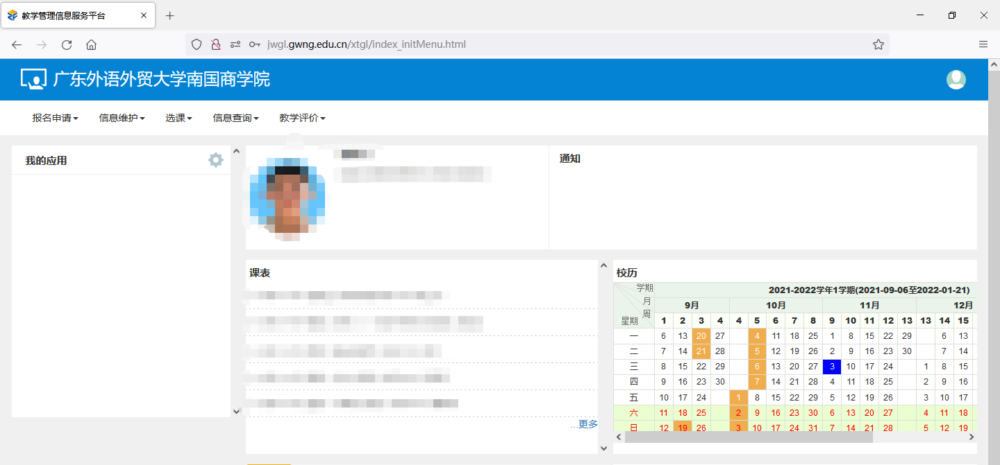 教学管理信息服务平台
jwgl.gwng.edu.cn/xtgl/index_initMenu.html
广东外语外贸大学南国商学院
报名申请 信息维护 选课 信息查询 教学评价
我的应用
通知
课表
...更多
校历
学期 2021-2022学年1学期(2021-09-06至2022-01-21)
月 9月 10月 11月 12月
周
星期 1 2 3 4 4 5 6 7 8 9 10 11 12 13 13 14 15
一 6 13 20 27 4 11 18 25 1 8 15 22 29 6 13
二 7 14 21 28 5 12 19 26 2 9 16 23 30 7 14
三 8 15 22 29 6 13 20 27 3 10 17 24 1 8 15
四 9 16 23 30 7 14 21 28 4 11 18 25 2 9 16
五 10 17 24 1 8 15 22 29 5 12 19 26 3 10 17
六 11 18 25 2 9 16 23 30 6 13 20 27 4 11 18
日 12 19 26 3 10 17 24 31 7 14 21 28 5 12 19